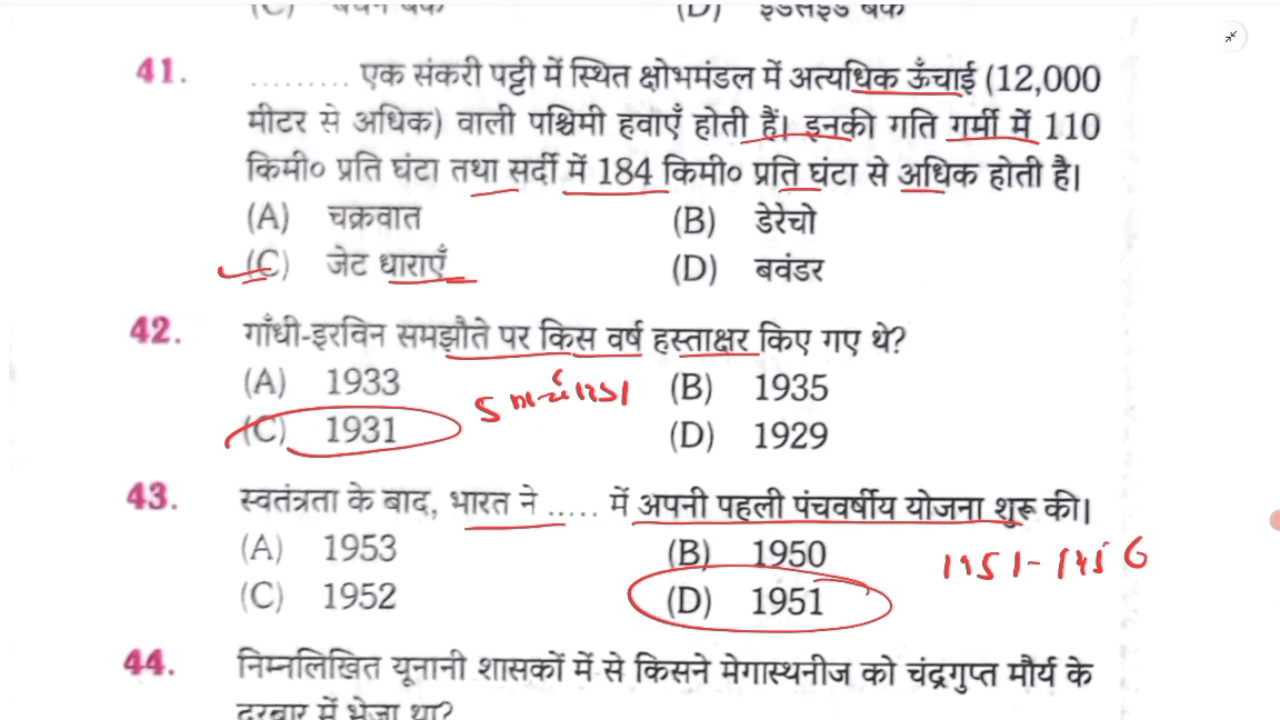 41. ......... एक संकरी पट्टी में स्थित क्षोभमंडल में अत्यधिक ऊँचाई (12,000
मीटर से अधिक) वाली पश्चिमी हवाएँ होती हैं। इनकी गति गर्मी में 110
किमी० प्रति घंटा तथा सर्दी में 184 किमी० प्रति घंटा से अधिक होती है।
(A) चक्रवात (B) डेरेचो
(C) जेट धाराएँ (D) बवंडर
42. गाँधी-इरविन समझौते पर किस वर्ष हस्ताक्षर किए गए थे?
(A) 1933 (B) 1935
5 मार्च 1931
(C) 1931 (D) 1929
43. स्वतंत्रता के बाद, भारत ने ..... में अपनी पहली पंचवर्षीय योजना शुरू की।
(A) 1953 (B) 1950
1951-1956
(C) 1952 (D) 1951
44. निम्नलिखित यूनानी शासकों में से किसने मेगास्थनीज को चंद्रगुप्त मौर्य के
दरबार में भेजा था?